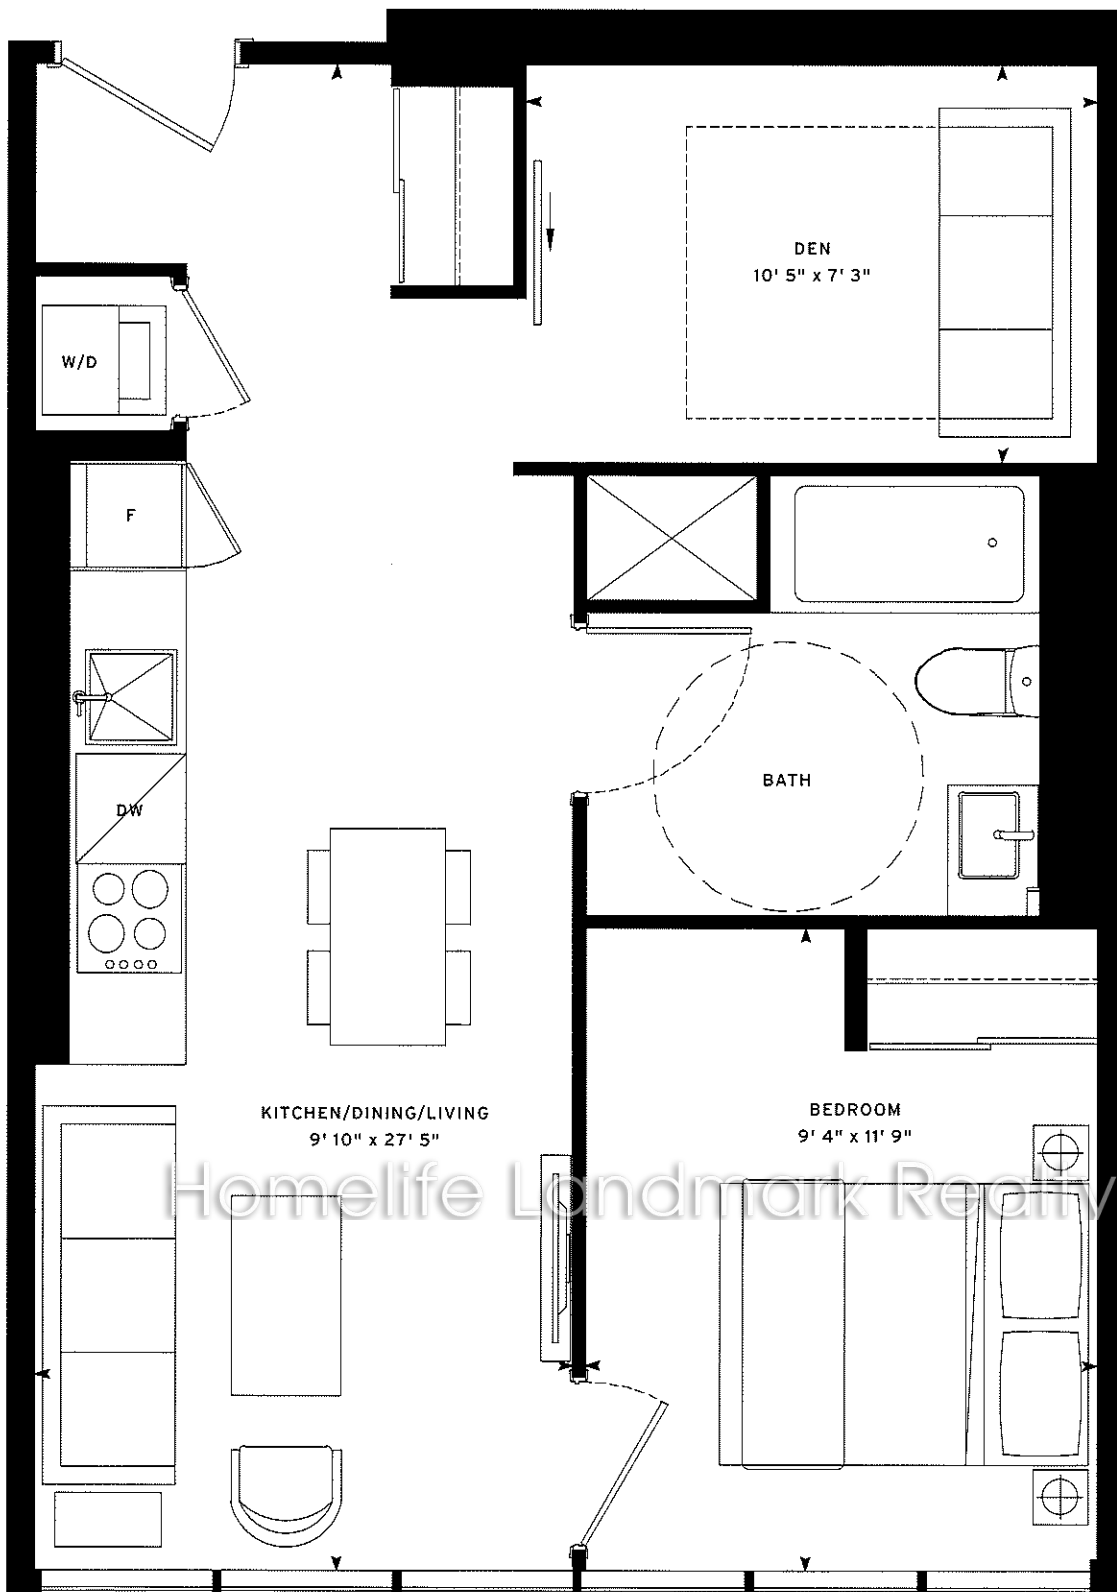 DEN
10' 5" x 7' 3"
W/D
F
DW
BATH
KITCHEN/DINING/LIVING
9' 10" x 27' 5"
BEDROOM
9' 4" x 11' 9"
Homelife Landmark Realty